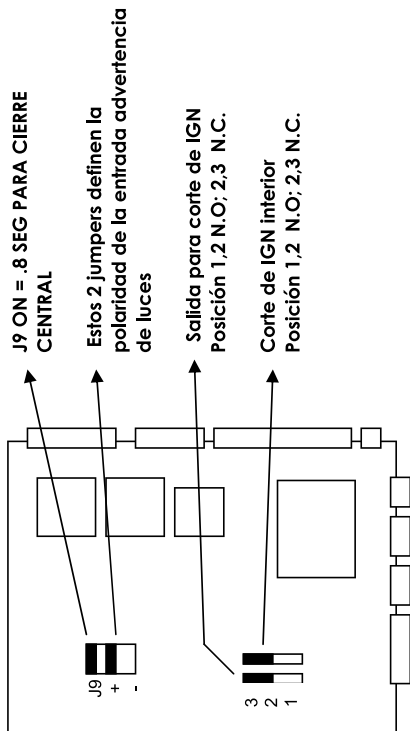 J9 ON = .8 SEG PARA CIERRE
CENTRAL
Estos 2 jumpers definen la
polaridad de la entrada advertencia
de luces
Salida para corte de IGN
Posición 1,2 N.O; 2,3 N.C.
Corte de IGN interior
Posición 1,2 N.O; 2,3 N.C.
J9
+
-
3
2
1